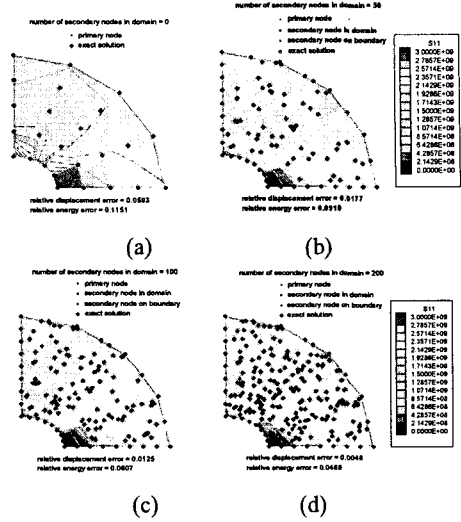 number of secondary nodes in domain = 0
primary node
exact solution
relative displacement error = 0.0583
relative energy error = 0.1151
(a)
number of secondary nodes in domain = 50
primary node
secondary node in domain
secondary node on boundary
exact solution
relative displacement error = 0.0177
relative energy error =
(b)
S11
3.0000E+09
2.7857E+09
2.5714E+09
2.3571E+09
2.1429E+09
1.9286E+09
1.7143E+09
1.5000E+09
1.2857E+09
1.0714E+09
8.5714E+08
6.4286E+08
4.2857E+08
2.1429E+08
0.0000E+00
number of secondary nodes in domain = 100
primary node
secondary node in domain
secondary node on boundary
exact solution
relative displacement error = 0.0125
relative energy error = 0.0607
(c)
number of secondary nodes in domain = 200
primary node
secondary node in domain
secondary node on boundary
exact solution
relative displacement error = 0.0048
relative energy error = 0.0469
(d)
S11
3.0000E+09
2.7857E+09
2.5714E+09
2.3571E+09
2.1429E+09
1.9286E+09
1.7143E+09
1.5000E+09
1.2857E+09
1.0714E+09
8.5714E+08
6.4286E+08
4.2857E+08
2.1429E+08
0.0000E+00